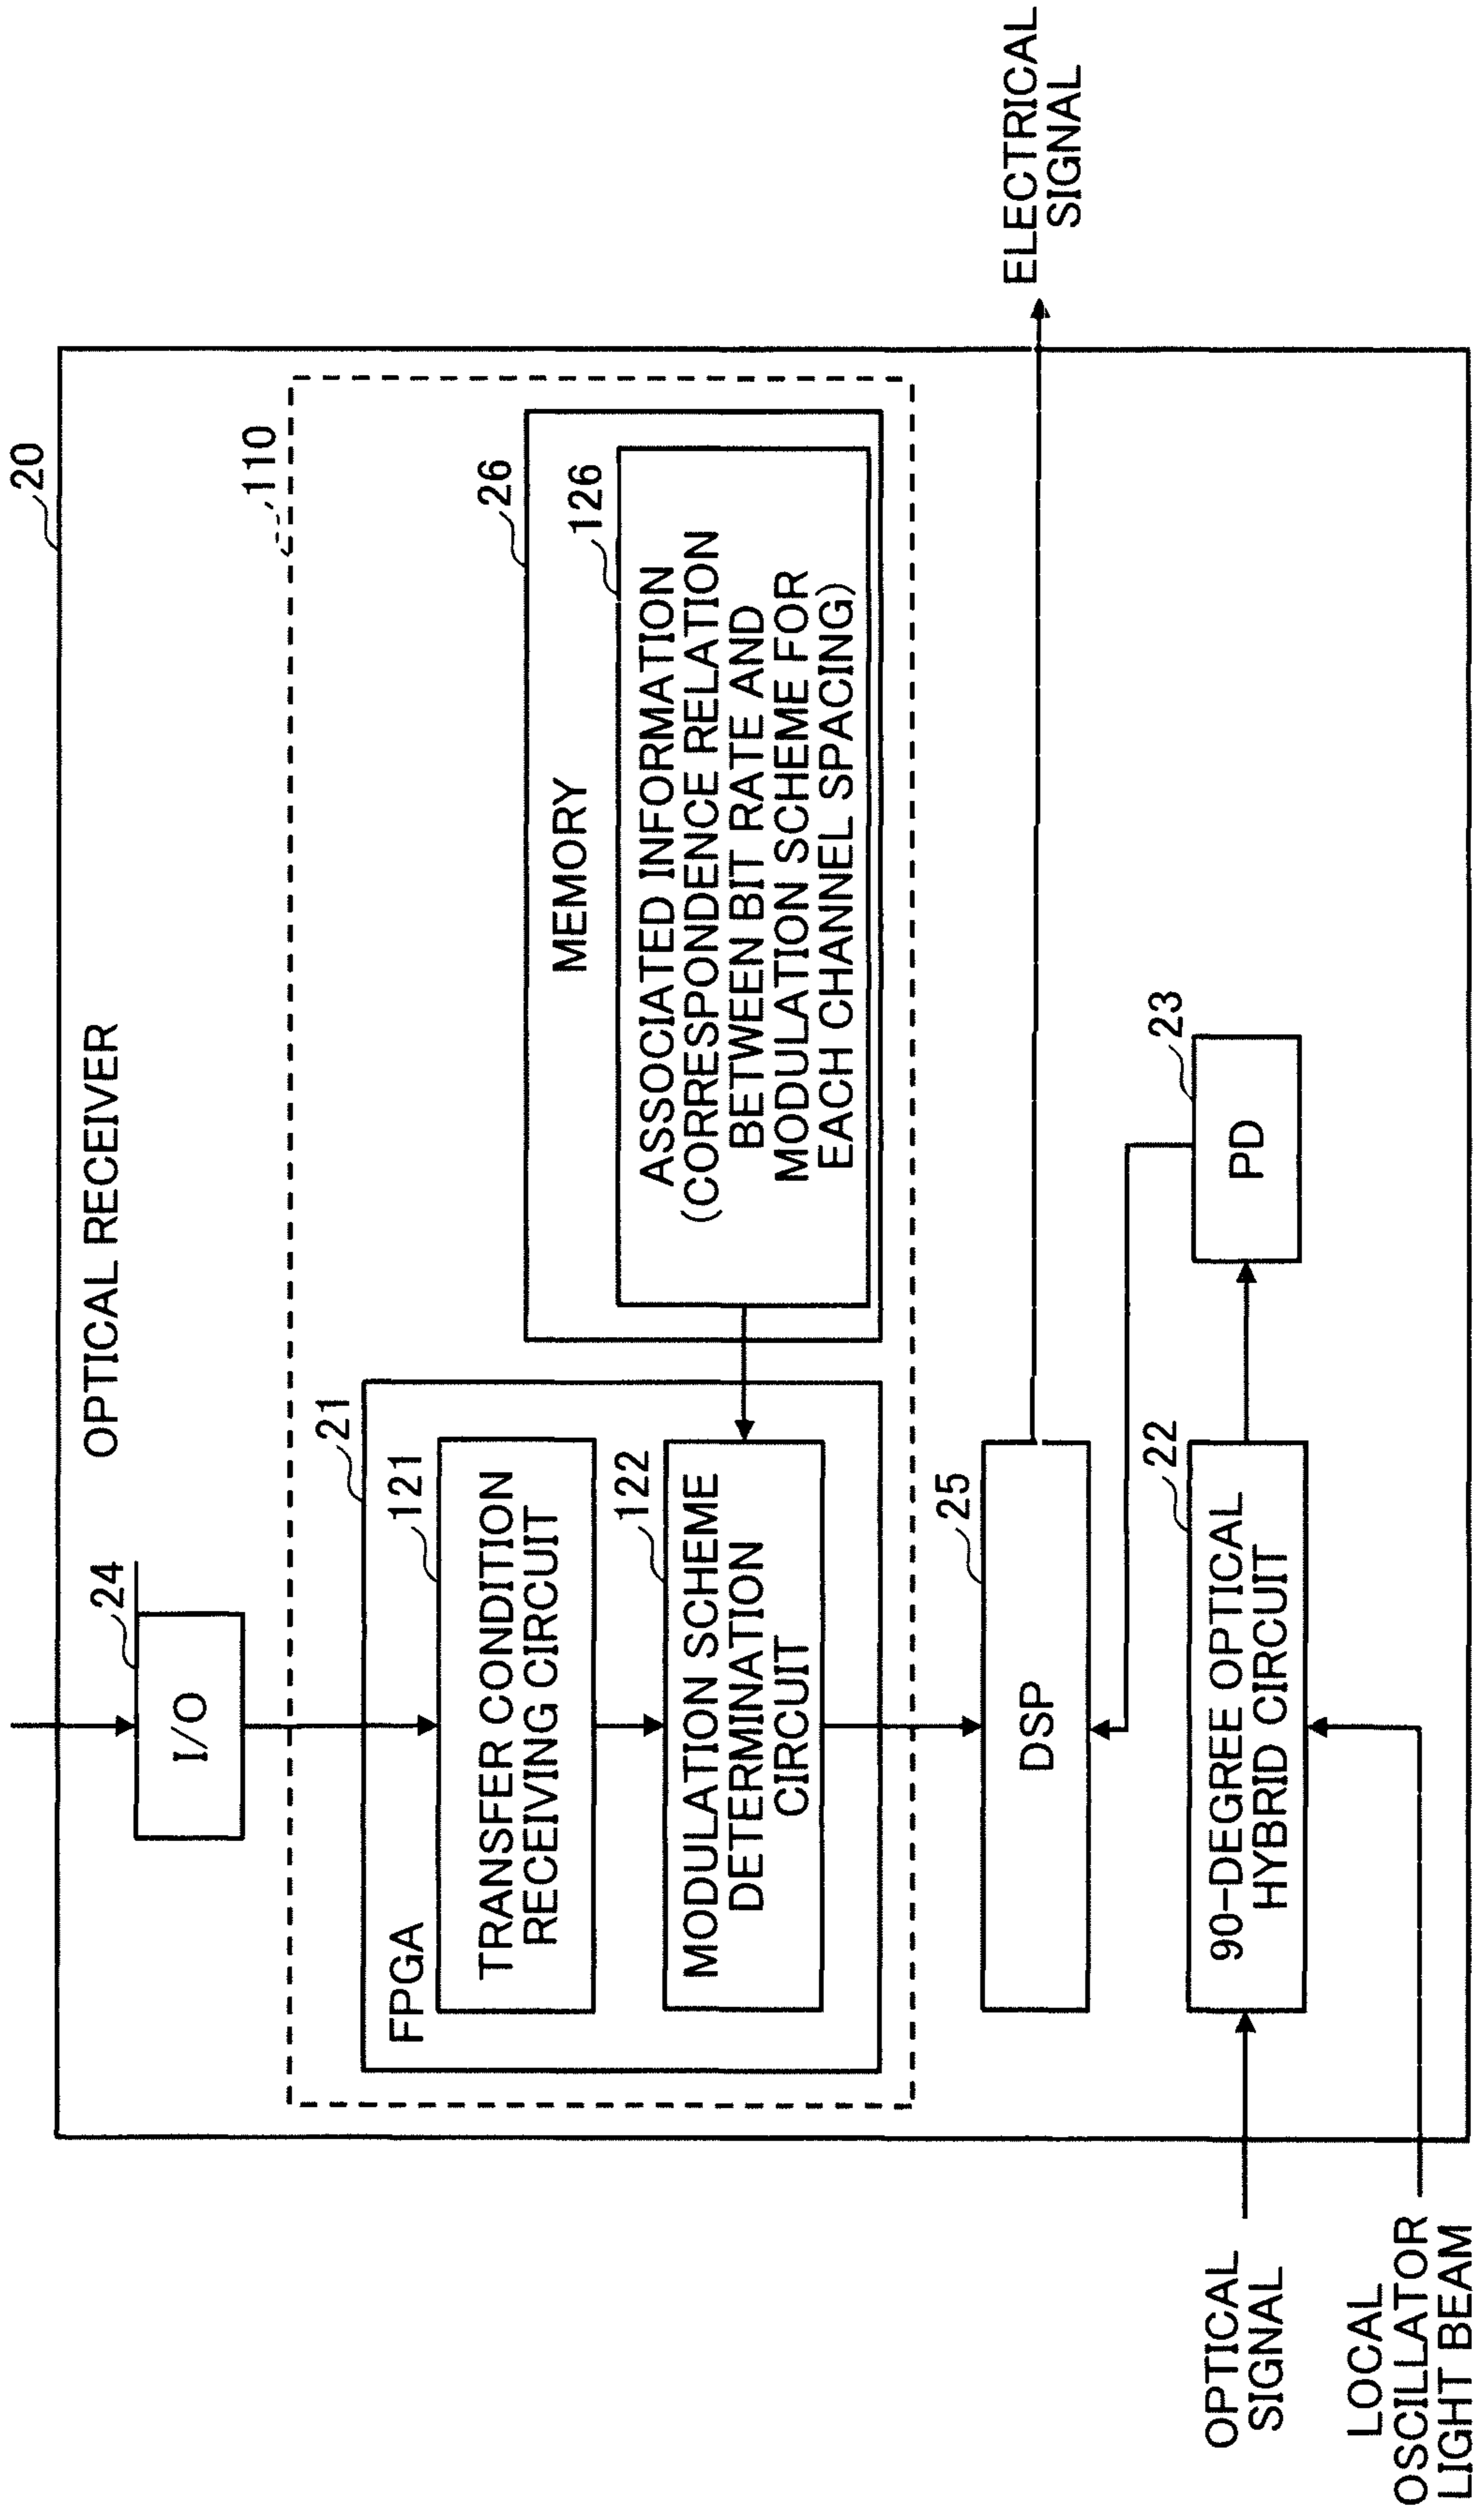 20
OPTICAL RECEIVER
24
I/O
110
21
FPGA
121
TRANSFER CONDITION
RECEIVING CIRCUIT
122
MODULATION SCHEME
DETERMINATION
CIRCUIT
26
MEMORY
126
ASSOCIATED INFORMATION
(CORRESPONDENCE RELATION
BETWEEN BIT RATE AND
MODULATION SCHEME FOR
EACH CHANNEL SPACING)
25
DSP
ELECTRICAL
SIGNAL
23
PD
22
90-DEGREE OPTICAL
HYBRID CIRCUIT
OPTICAL
SIGNAL
LOCAL
OSCILLATOR
LIGHT BEAM